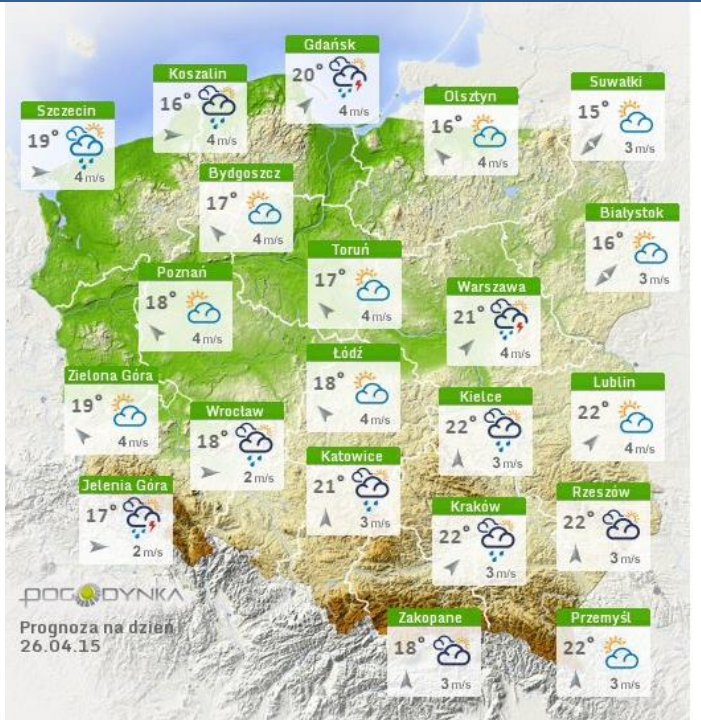 Gdańsk
20°
4 m/s
Koszalin
16°
4 m/s
Suwałki
15°
3 m/s
Olsztyn
16°
4 m/s
Szczecin
19°
4 m/s
Bydgoszcz
17°
4 m/s
Białystok
16°
3 m/s
Toruń
17°
4 m/s
Poznań
18°
4 m/s
Warszawa
21°
4 m/s
Łódź
18°
4 m/s
Zielona Góra
19°
4 m/s
Lublin
22°
4 m/s
Kielce
22°
3 m/s
Wrocław
18°
2 m/s
Katowice
21°
3 m/s
Jelenia Góra
17°
2 m/s
Rzeszów
22°
3 m/s
Kraków
22°
3 m/s
POGODYNKA
Prognoza na dzień
26.04.15
Zakopane
18°
3 m/s
Przemyśl
22°
3 m/s